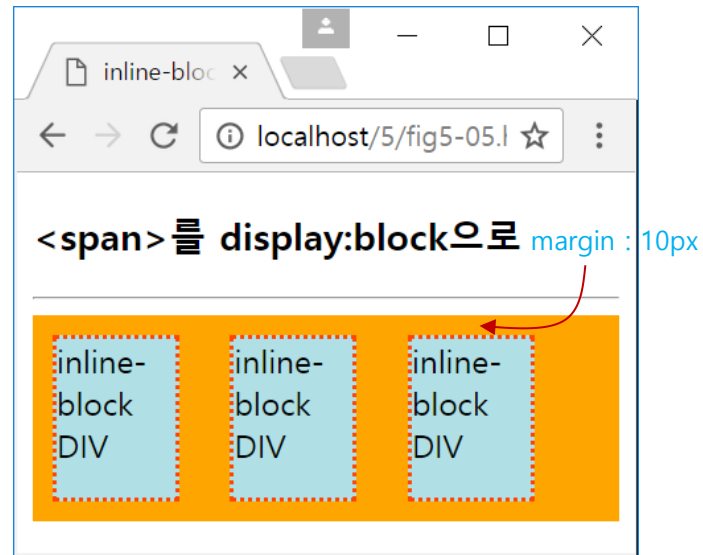 inline-bloc
localhost/5/fig5-05.h
<span>를 display:block으로 margin : 10px
inline- inline- inline-
block block block
DIV DIV DIV